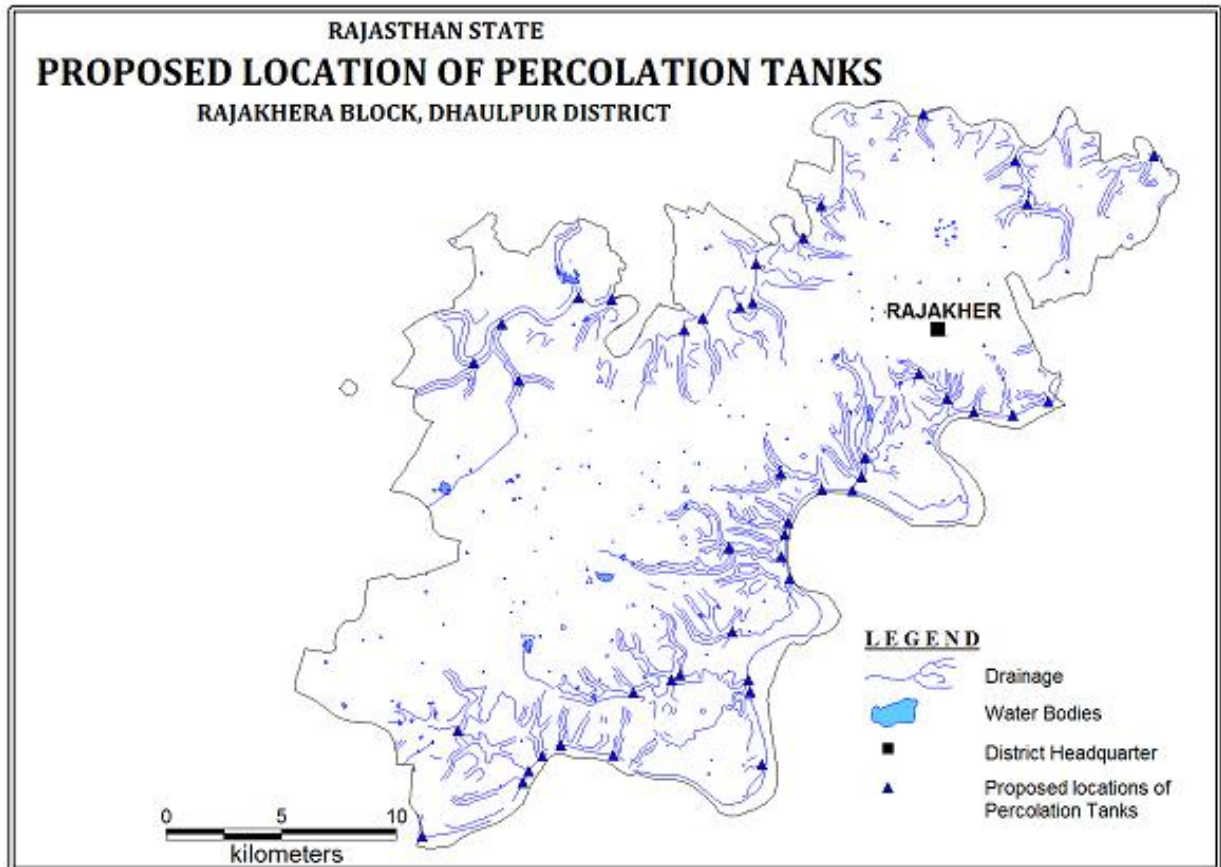 RAJASTHAN STATE
PROPOSED LOCATION OF PERCOLATION TANKS
RAJAKHERA BLOCK, DHAULPUR DISTRICT
RAJAKHER
L E G E N D
Drainage
Water Bodies
District Headquarter
Proposed locations of
Percolation Tanks
0 5 10
kilometers